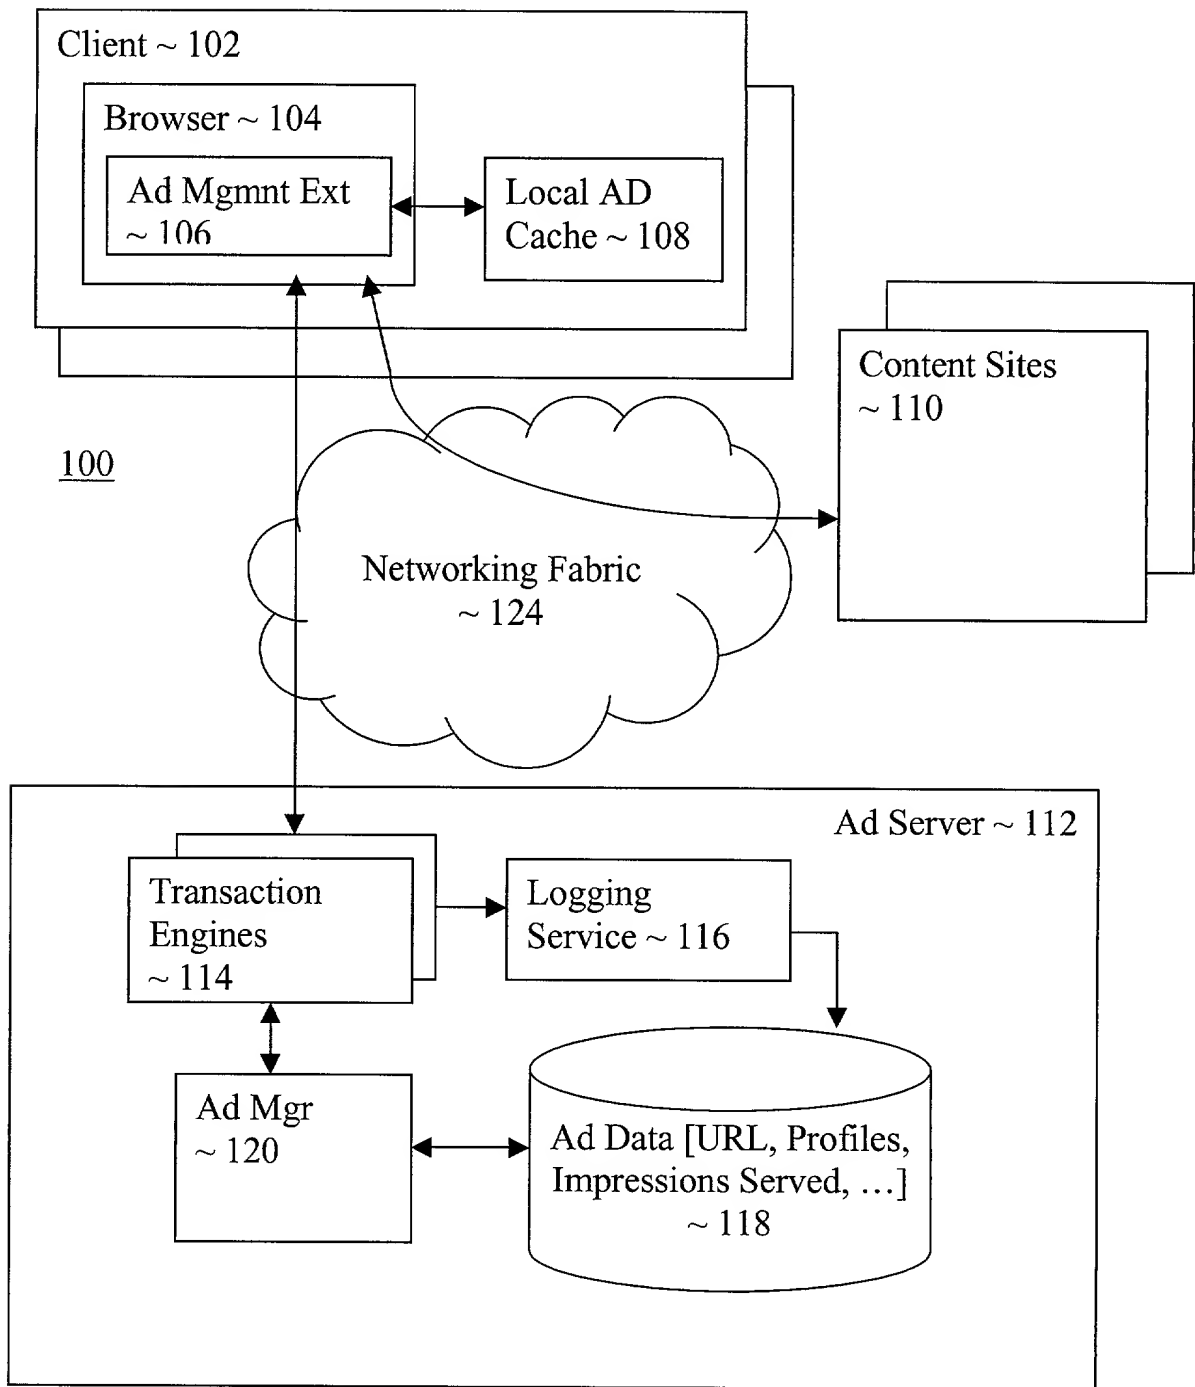 Client ~ 102
Browser ~ 104
Ad Mgmnt Ext
~ 106
Local AD
Cache ~ 108
Content Sites
~ 110
100
Networking Fabric
~ 124
Ad Server ~ 112
Transaction
Engines
~ 114
Logging
Service ~ 116
Ad Mgr
~ 120
Ad Data [URL, Profiles,
Impressions Served, …]
~ 118